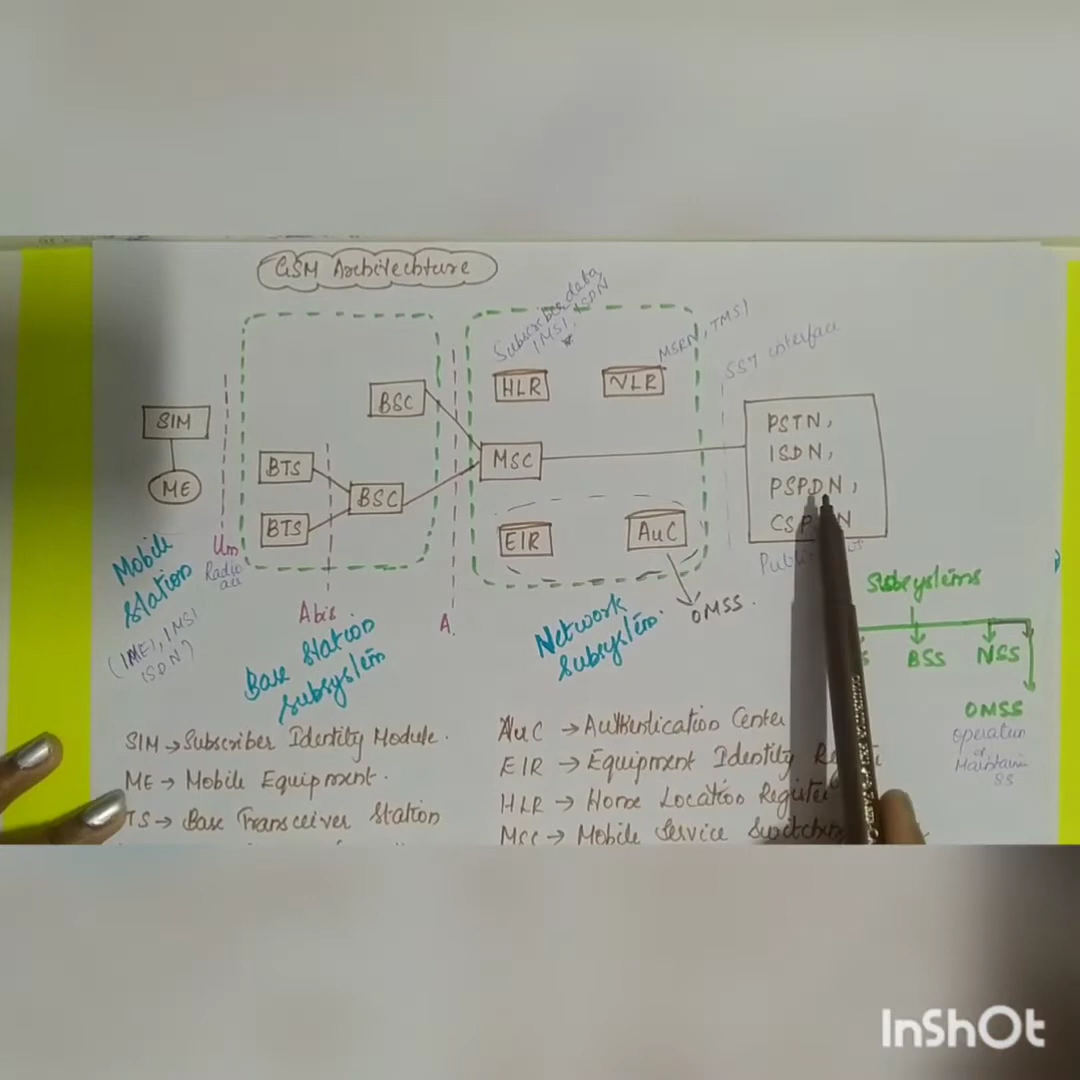 GSM Architechture
Subscriber data
IMSI, ISDN
HLR
VLR
MSRN, TMSI
SS7 interface
SIM
ME
BSC
BTS
BSC
BTS
MSC
EIR
AuC
PSTN,
ISDN,
PSPDN,
Mobile
Station
(IMEI, IMSI
ISDN)
Um
Radio
Abis
A.
Base Station
Subsystem
Network
Subsystem.
OMSS.
Subsystems
BSS
NSS
OMSS
SS
SIM → Subscriber Identity Module.
ME → Mobile Equipment.
TS → Base Transceiver Station
AuC → Authentication Center
EIR → Equipment Identity
HLR → Home Location Register
MSC → Mobile Service
InShOt